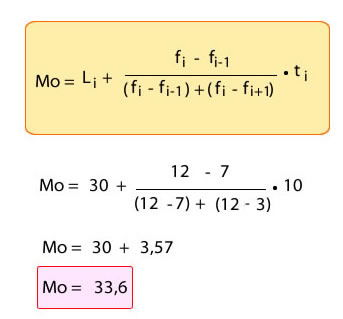 Mo = Li + (fi - fi-1) / ((fi - fi-1) + (fi - fi+1)) • ti
Mo = 30 + (12 - 7) / ((12 -7) + (12 - 3)) • 10
Mo = 30 + 3,57
Mo = 33,6